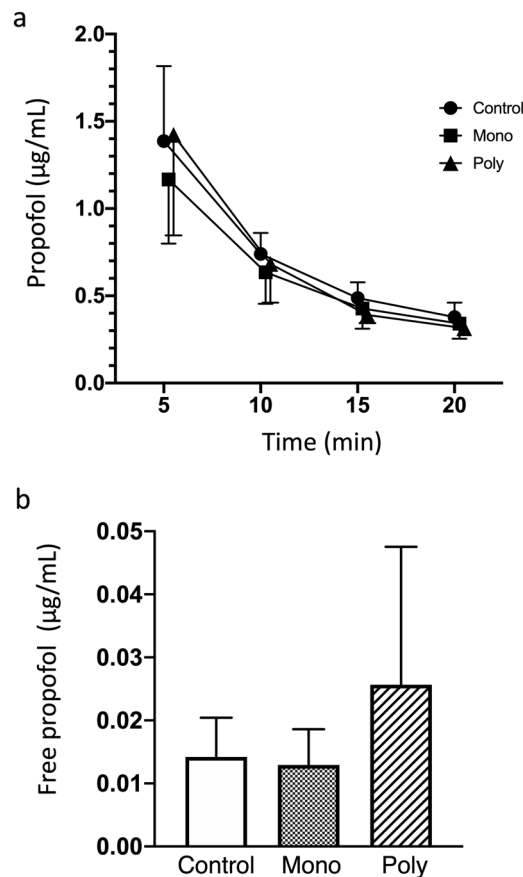 a
2.0
1.5
1.0
0.5
0.0
Propofol (µg/mL)
Control
Mono
Poly
5 10 15 20
Time (min)
b
0.05
0.04
0.03
0.02
0.01
0.00
Free propofol (µg/mL)
Control Mono Poly